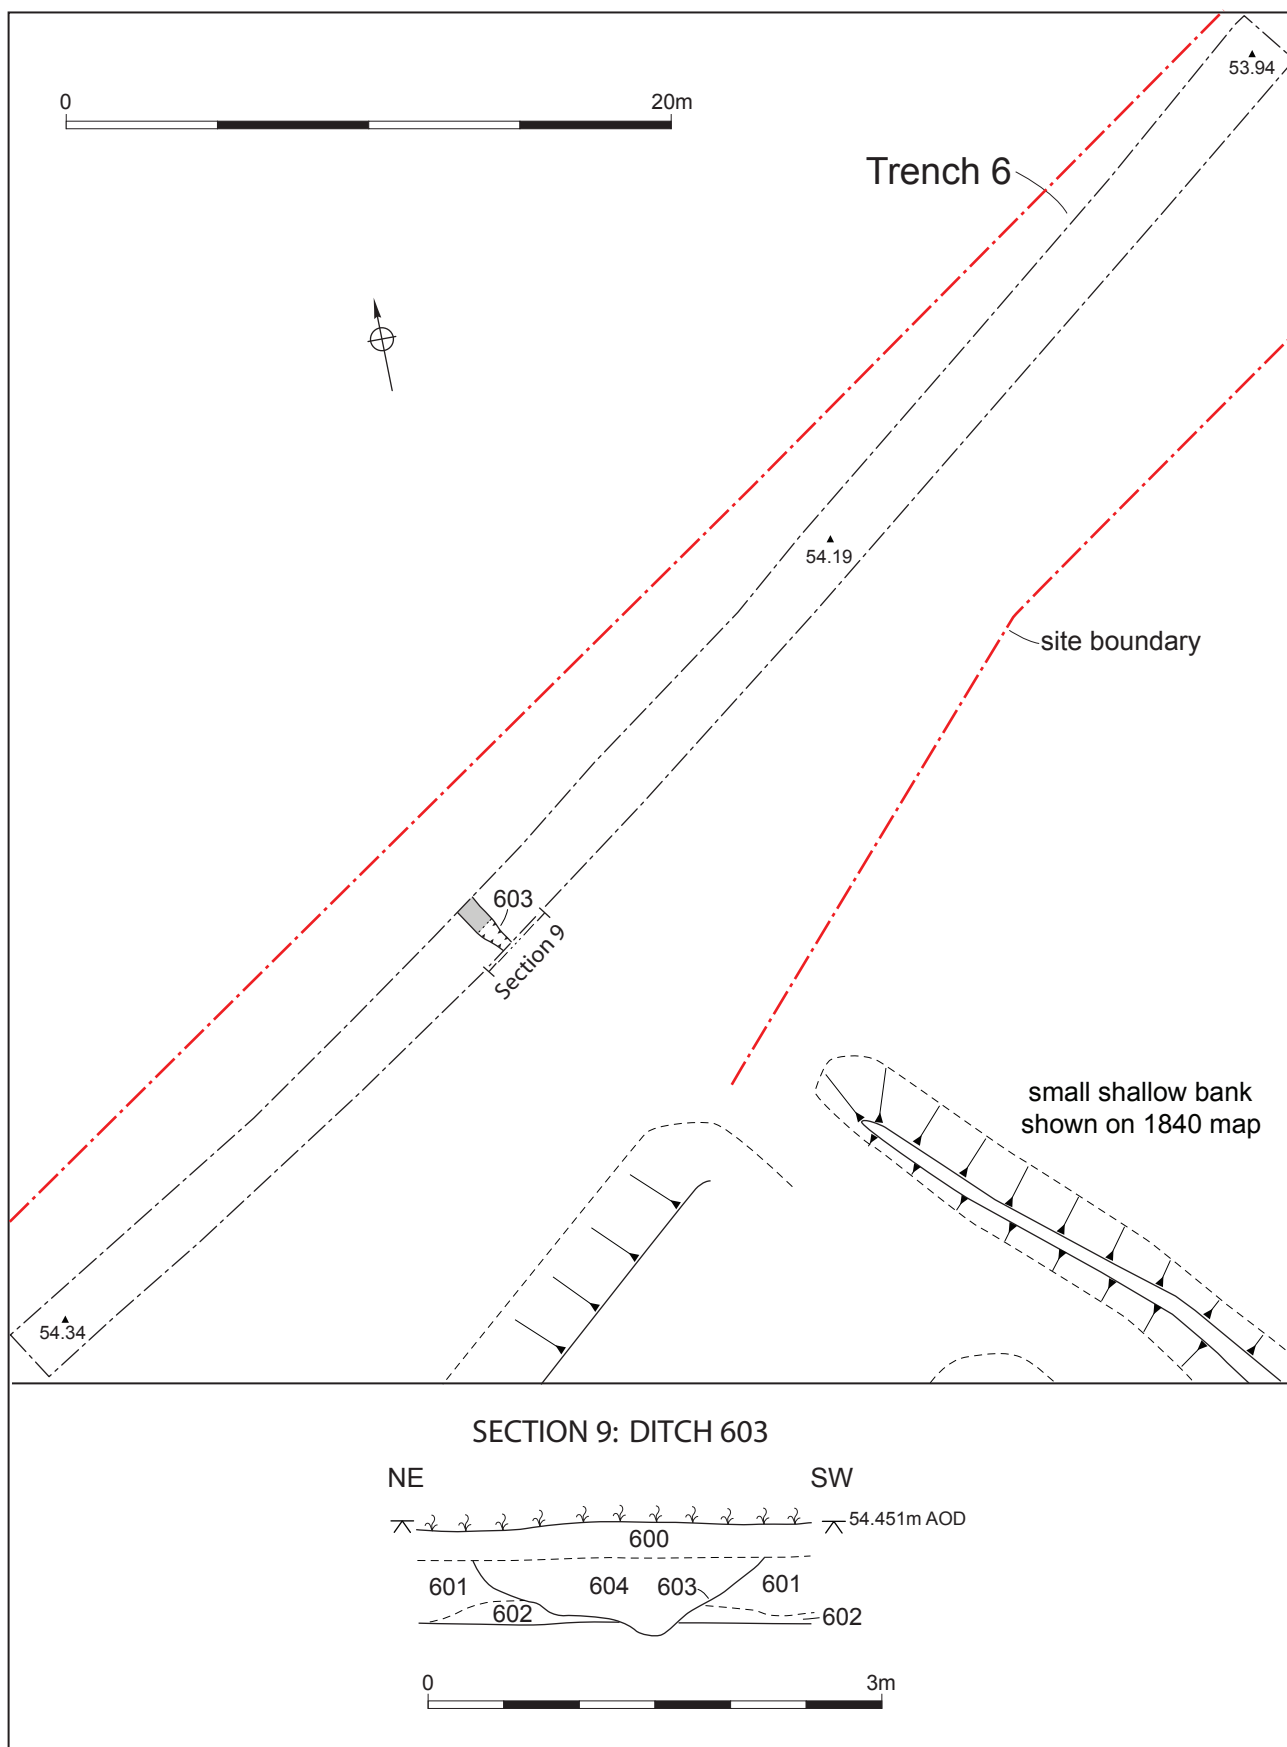 0 20m
53.94
Trench 6
54.19
site boundary
603
Section 9
small shallow bank
shown on 1840 map
54.34
SECTION 9: DITCH 603
NE SW
54.451m AOD
600
601 604 603 601
602 602
0 3m